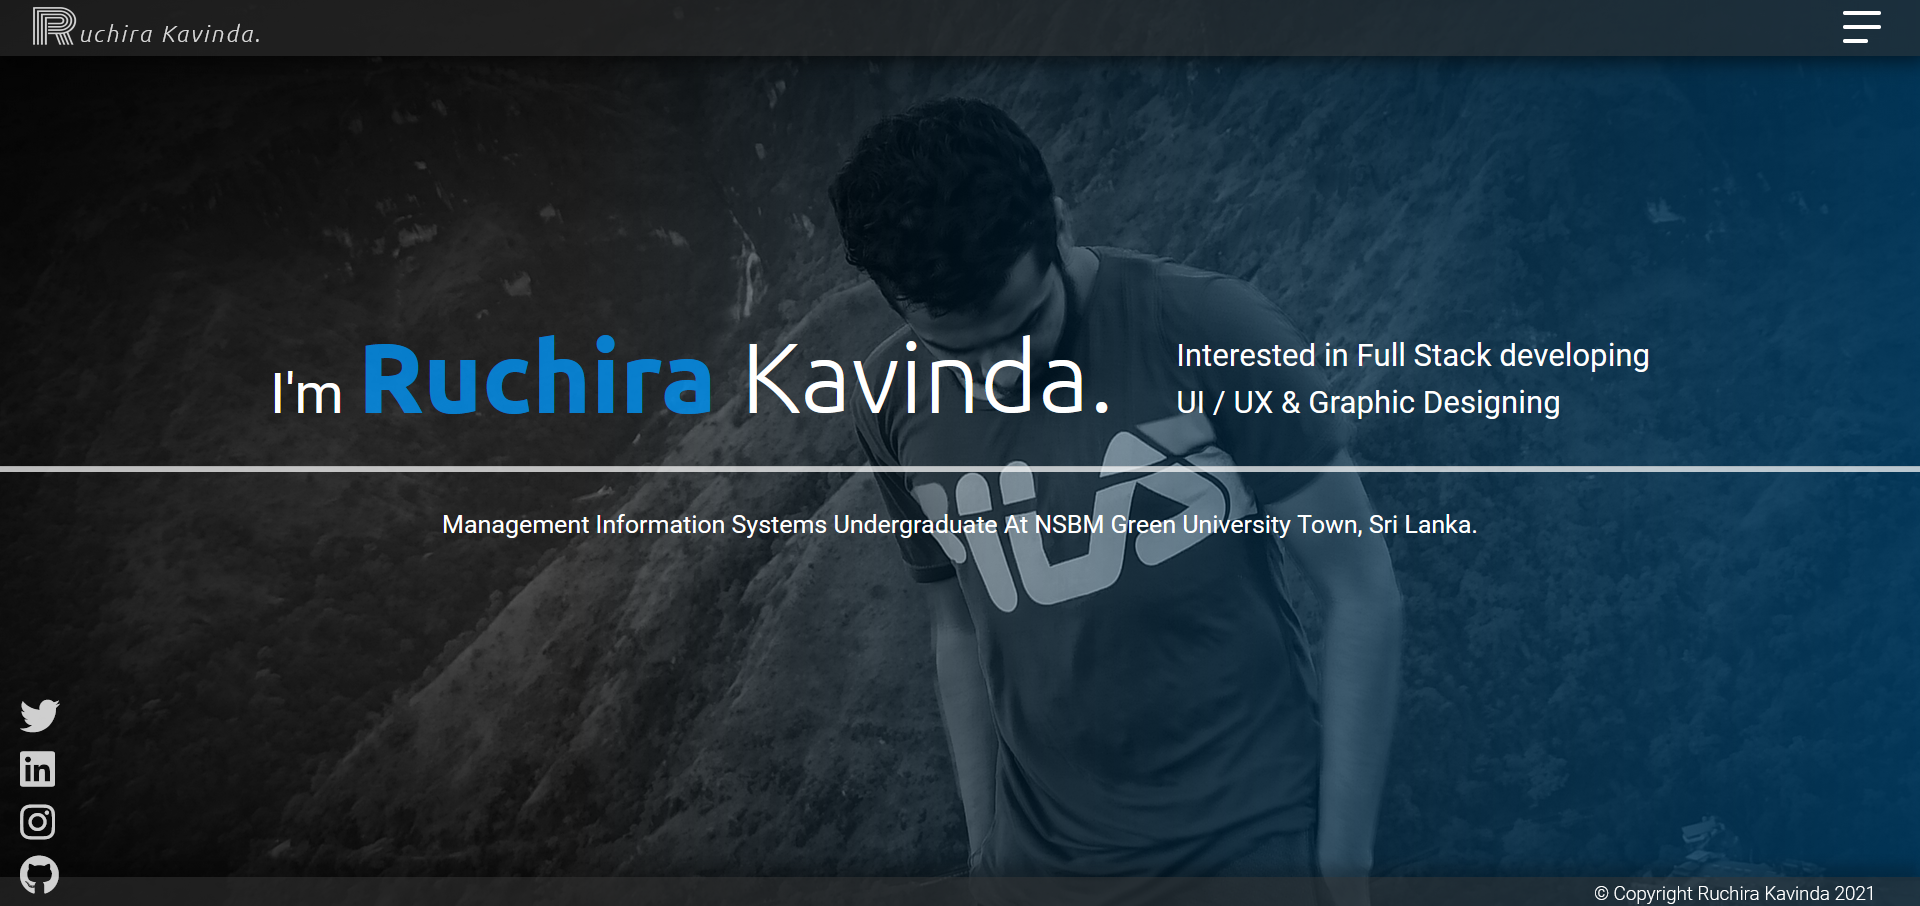 Ruchira Kavinda.
I'm Ruchira Kavinda.
Interested in Full Stack developing
UI / UX & Graphic Designing
Management Information Systems Undergraduate At NSBM Green University Town, Sri Lanka.
in
© Copyright Ruchira Kavinda 2021